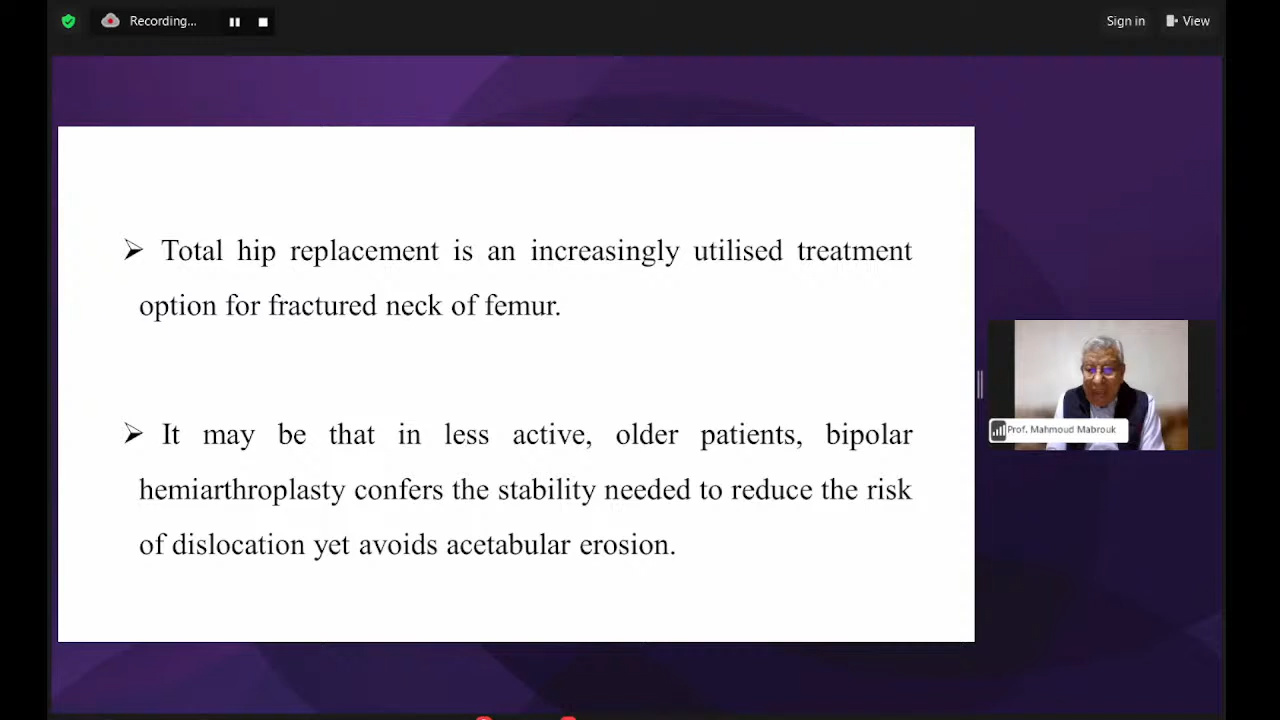 Recording...
Sign in
View
➢ Total hip replacement is an increasingly utilised treatment
option for fractured neck of femur.
➢ It may be that in less active, older patients, bipolar
hemiarthroplasty confers the stability needed to reduce the risk
of dislocation yet avoids acetabular erosion.
Prof. Mahmoud Mabrouk